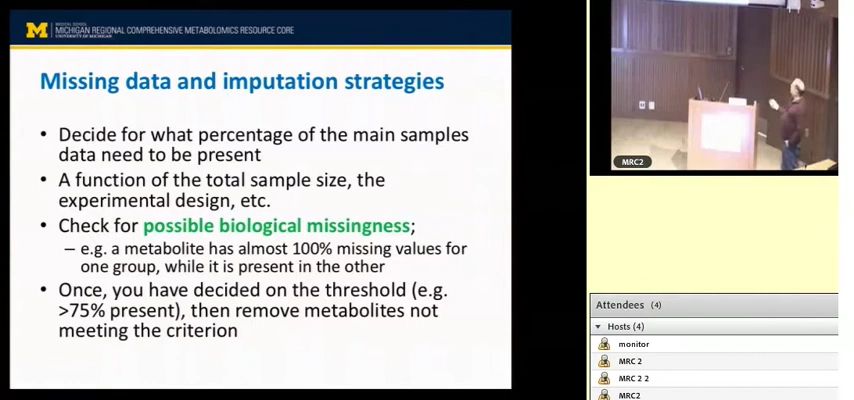 M
MEDICAL SCHOOL
MICHIGAN REGIONAL COMPREHENSIVE METABOLOMICS RESOURCE CORE
UNIVERSITY OF MICHIGAN
Missing data and imputation strategies
• Decide for what percentage of the main samples
data need to be present
• A function of the total sample size, the
experimental design, etc.
• Check for possible biological missingness;
– e.g. a metabolite has almost 100% missing values for
one group, while it is present in the other
• Once, you have decided on the threshold (e.g.
>75% present), then remove metabolites not
meeting the criterion
MRC2
Attendees (4)
Hosts (4)
monitor
MRC 2
MRC 2 2
MRC2